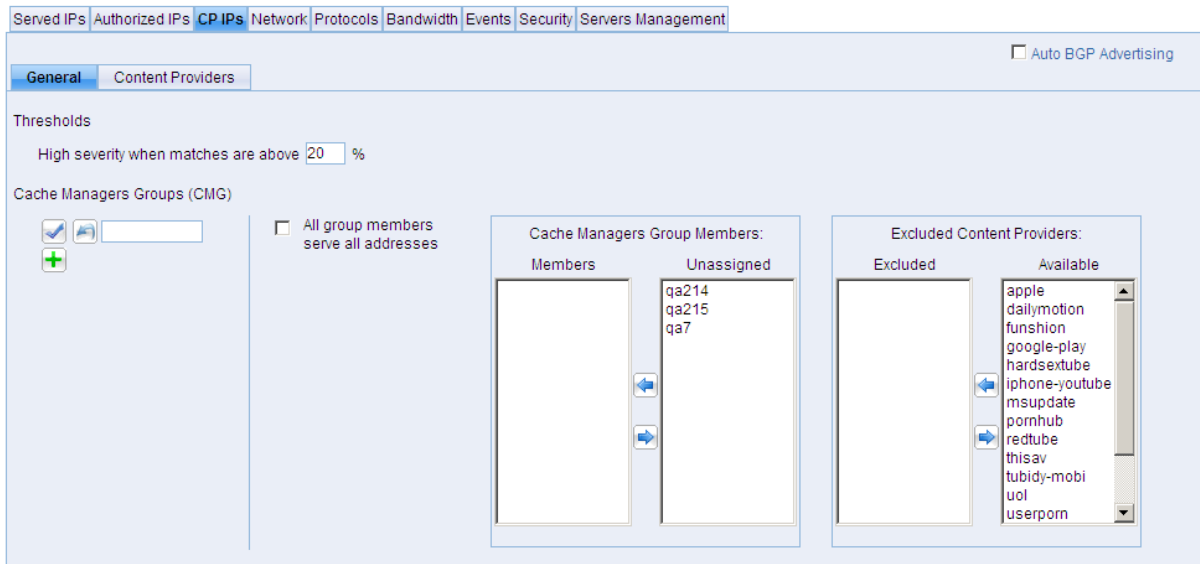 Served IPs Authorized IPs CP IPs Network Protocols Bandwidth Events Security Servers Management
Auto BGP Advertising
General Content Providers
Thresholds
High severity when matches are above 20 %
Cache Managers Groups (CMG)
All group members
serve all addresses
Cache Managers Group Members:
Members Unassigned
qa214
qa215
qa7
Excluded Content Providers:
Excluded Available
apple
dailymotion
funshion
google-play
hardsextube
iphone-youtube
msupdate
pornhub
redtube
thisav
tubidy-mobi
uol
userporn